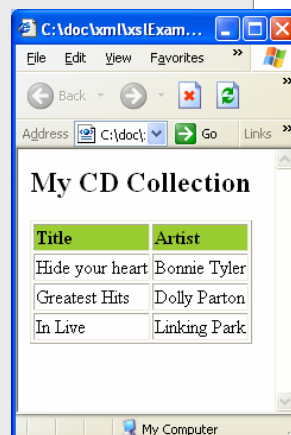 C:\doc\xml\xslExam...
File Edit View Favorites »
Back »
Address C:\doc\: Go Links »
My CD Collection
Title Artist
Hide your heart Bonnie Tyler
Greatest Hits Dolly Parton
In Live Linking Park
My Computer